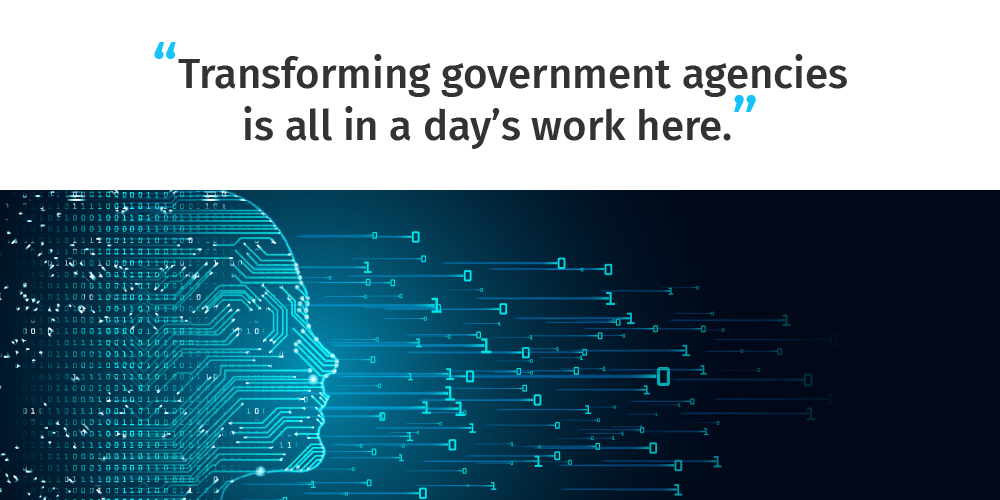 “Transforming government agencies
is all in a day’s work here.”